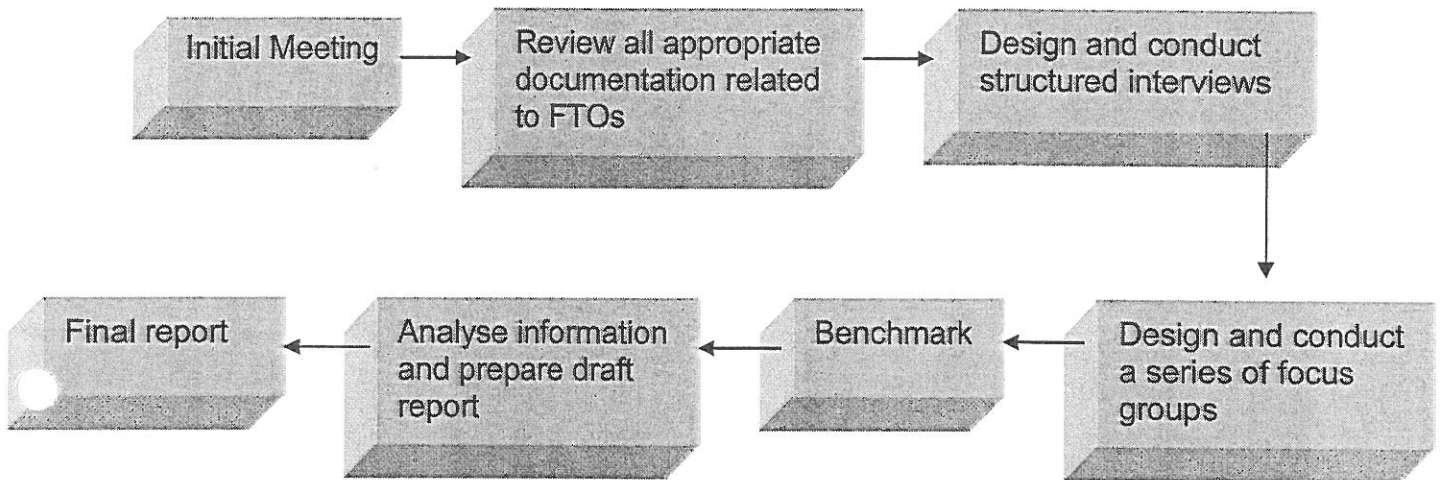 Initial Meeting
Review all appropriate
documentation related
to FTOs
Design and conduct
structured interviews
Design and conduct
a series of focus
groups
Benchmark
Analyse information
and prepare draft
report
Final report